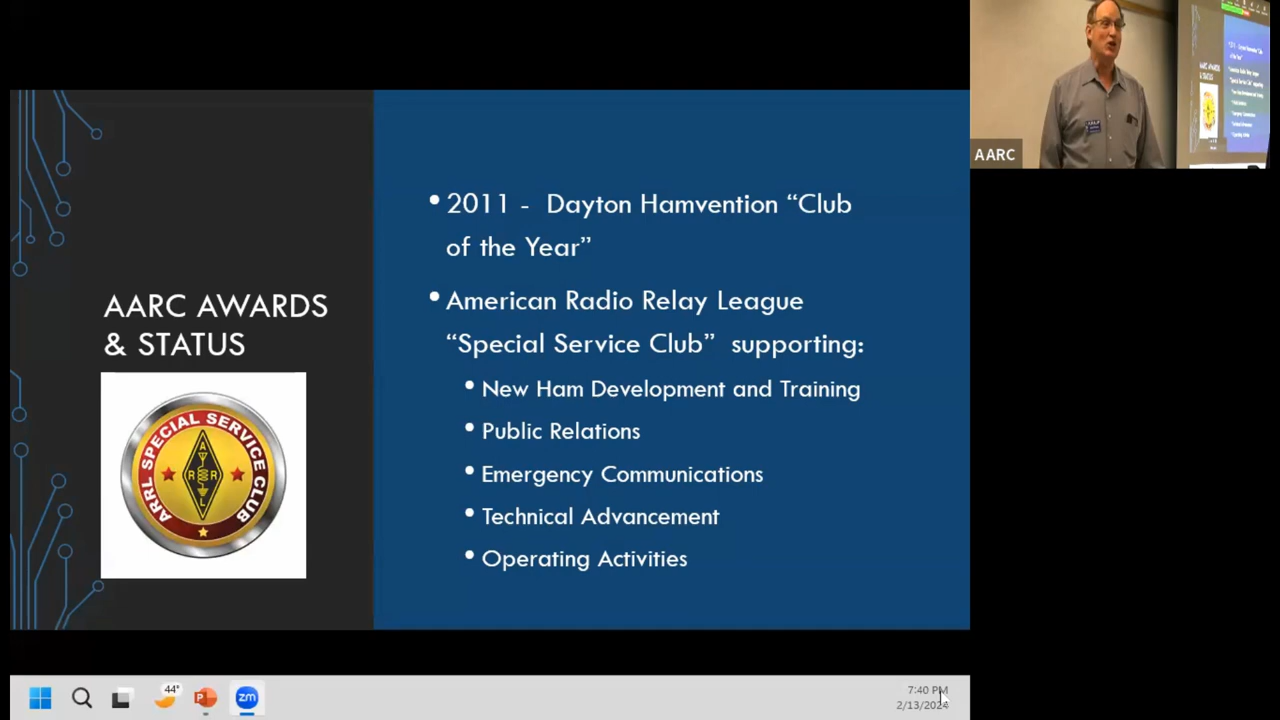 AARC
2011 - Dayton Hamvention “Club
of the Year”
American Radio Relay League
“Special Service Club” supporting:
New Ham Development and Training
Public Relations
Emergency Communications
Technical Advancement
Operating Activities
AARC AWARDS
& STATUS
ARRL SPECIAL SERVICE CLUB
A
R R
L
44°
P
zm
7:40 PM
2/13/2024